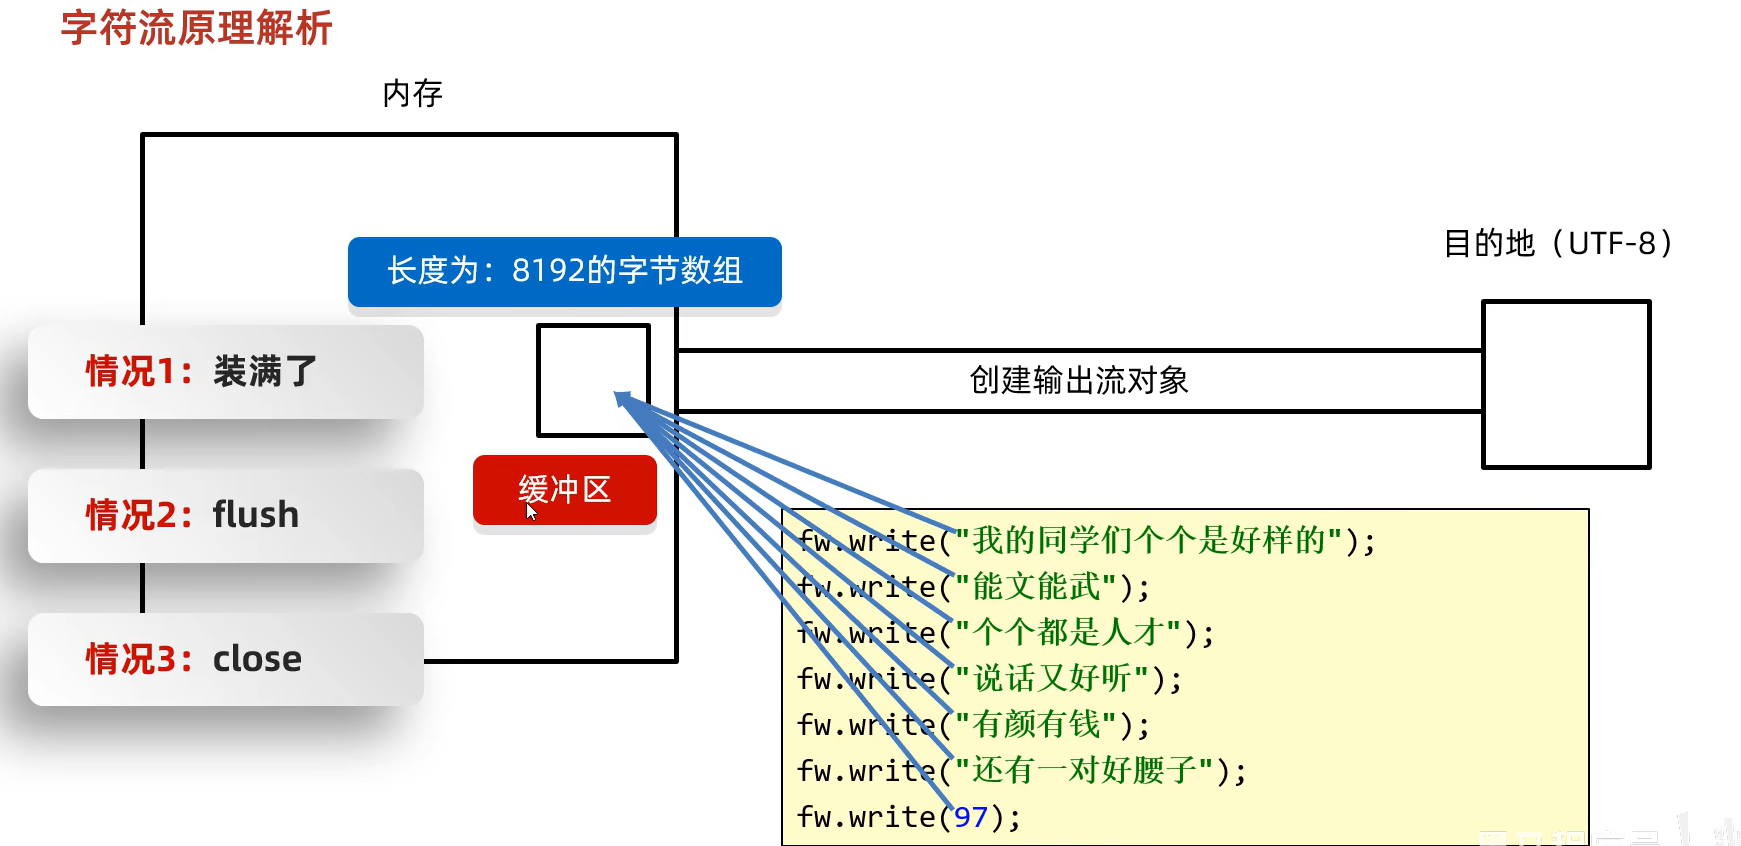 字符流原理解析
内存
长度为：8192的字节数组
目的地（UTF-8）
情况1：装满了
创建输出流对象
缓冲区
情况2：flush
情况3：close
fw.write("我的同学们个个是好样的");
fw.write("能文能武");
fw.write("个个都是人才");
fw.write("说话又好听");
fw.write("有颜有钱");
fw.write("还有一对好腰子");
fw.write(97);